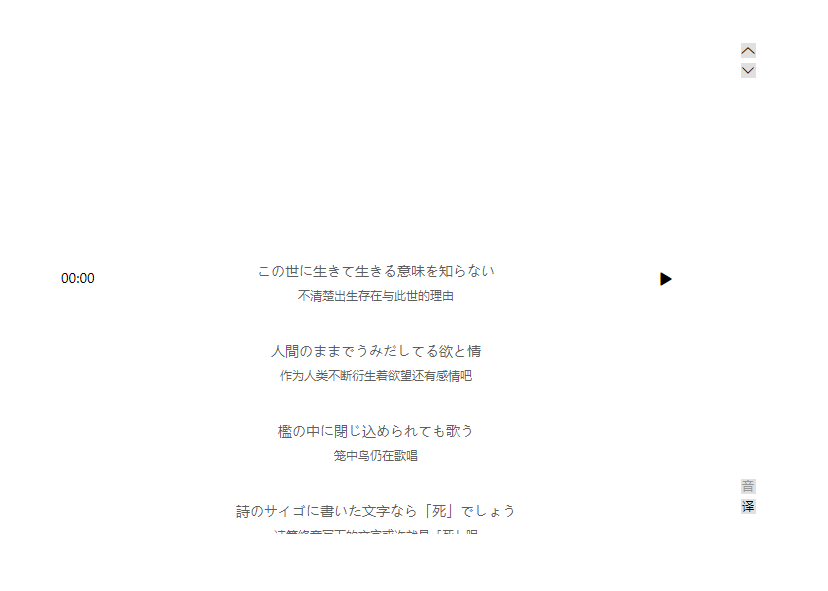 00:00
この世に生きて生きる意味を知らない
不清楚出生存在与此世的理由
人間のままでうみだしてる欲と情
作为人类不断衍生着欲望还有感情吧
檻の中に閉じ込められても歌う
笼中鸟仍在歌唱
詩のサイゴに書いた文字なら「死」でしょう
音
译